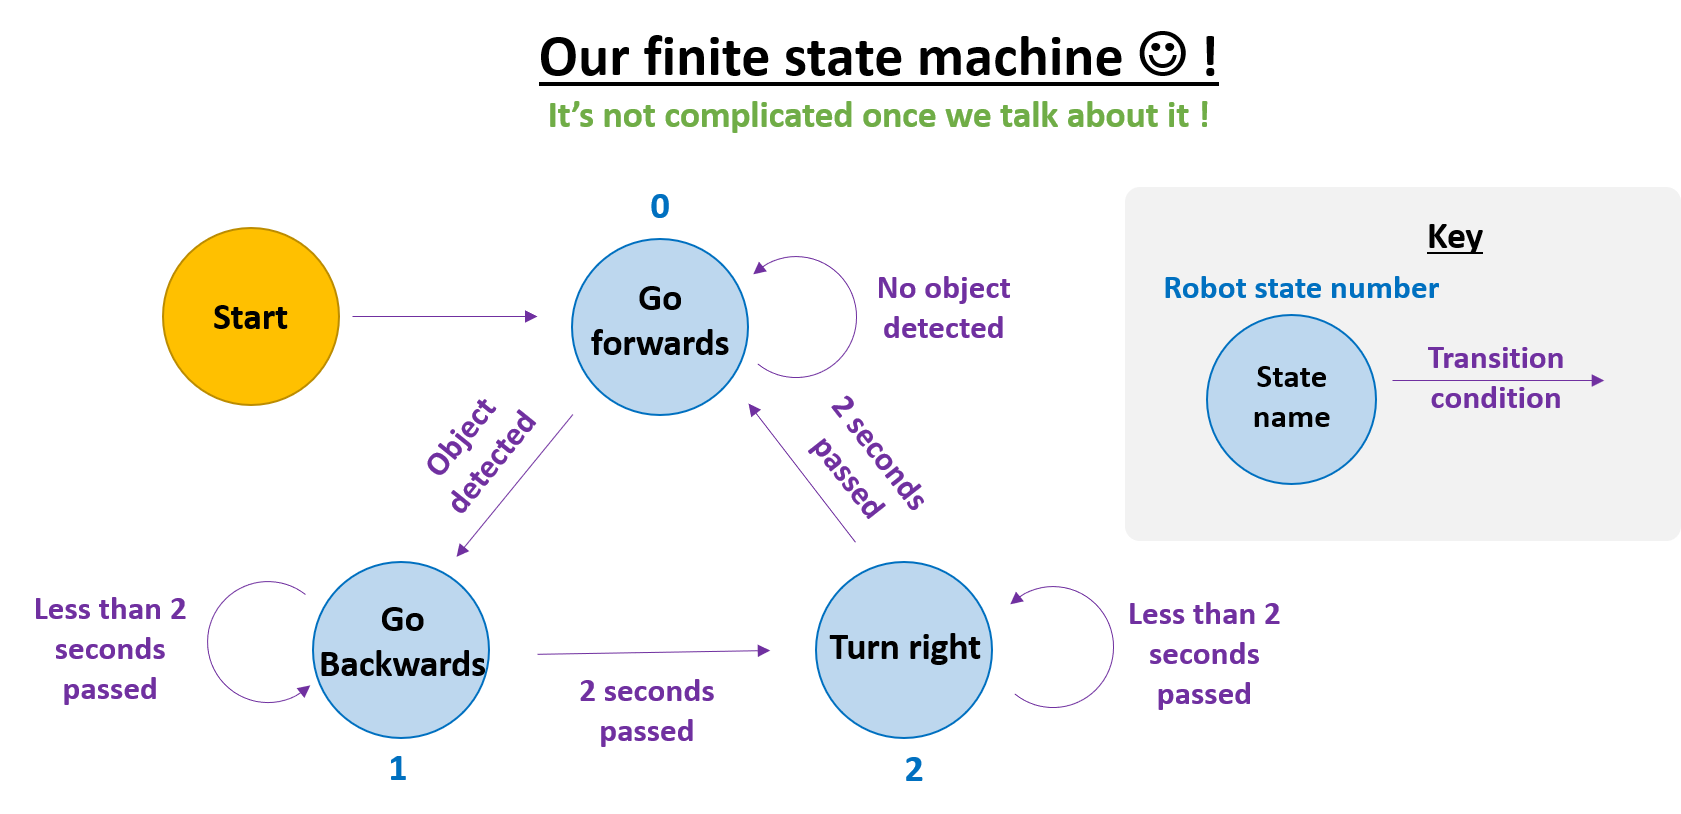 Our finite state machine ☺ !
It's not complicated once we talk about it !
0
Start
Go
forwards
No object
detected
Key
Robot state number
State
name
Transition
condition
Object
detected
2 seconds
passed
Less than 2
seconds
passed
Go
Backwards
1
2 seconds
passed
Turn right
2
Less than 2
seconds
passed